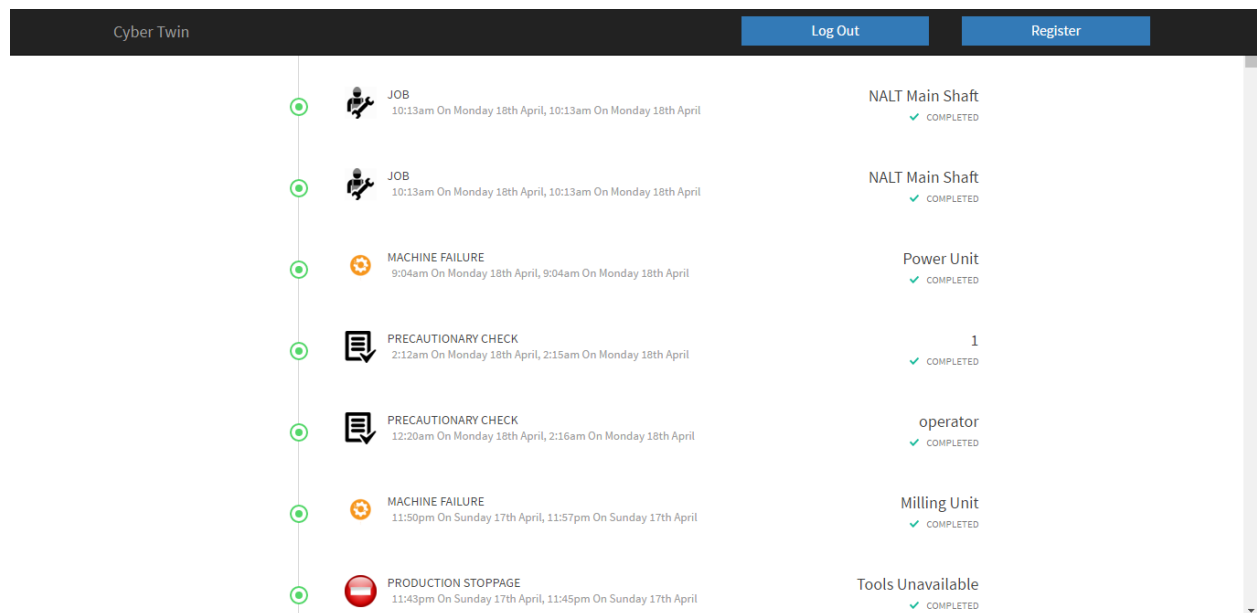 Cyber Twin
Log Out
Register
JOB
10:13am On Monday 18th April, 10:13am On Monday 18th April
NALT Main Shaft
COMPLETED
JOB
10:13am On Monday 18th April, 10:13am On Monday 18th April
NALT Main Shaft
COMPLETED
MACHINE FAILURE
9:04am On Monday 18th April, 9:04am On Monday 18th April
Power Unit
COMPLETED
PRECAUTIONARY CHECK
2:12am On Monday 18th April, 2:15am On Monday 18th April
1
COMPLETED
PRECAUTIONARY CHECK
12:20am On Monday 18th April, 2:16am On Monday 18th April
operator
COMPLETED
MACHINE FAILURE
11:50pm On Sunday 17th April, 11:57pm On Sunday 17th April
Milling Unit
COMPLETED
PRODUCTION STOPPAGE
11:43pm On Sunday 17th April, 11:45pm On Sunday 17th April
Tools Unavailable
COMPLETED